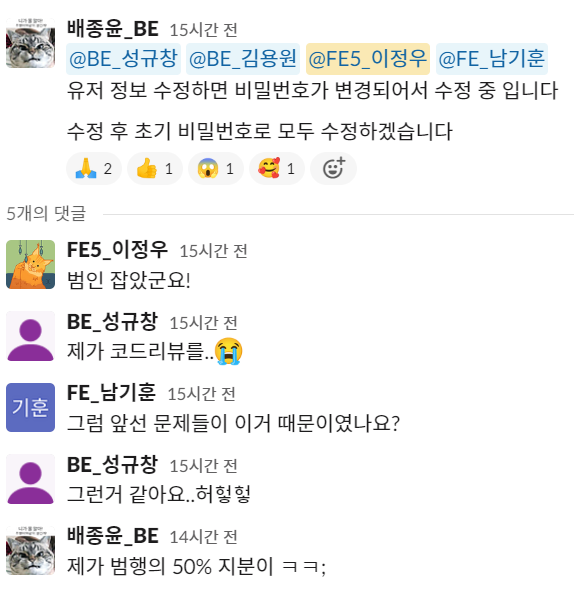 배종윤_BE 15시간 전
@BE_성규창 @BE_김용원 @FE5_이정우 @FE_남기훈
유저 정보 수정하면 비밀번호가 변경되어서 수정 중 입니다
수정 후 초기 비밀번호로 모두 수정하겠습니다
🙏 2 👍 1 😱 1 🥰 1
5개의 댓글
FE5_이정우 15시간 전
범인 잡았군요!
BE_성규창 15시간 전
제가 코드리뷰를..😭
기훈
FE_남기훈 15시간 전
그럼 앞선 문제들이 이거 때문이였나요?
BE_성규창 15시간 전
그런거 같아요..허헣헣
배종윤_BE 14시간 전
제가 범행의 50% 지분이 ㅋㅋ;